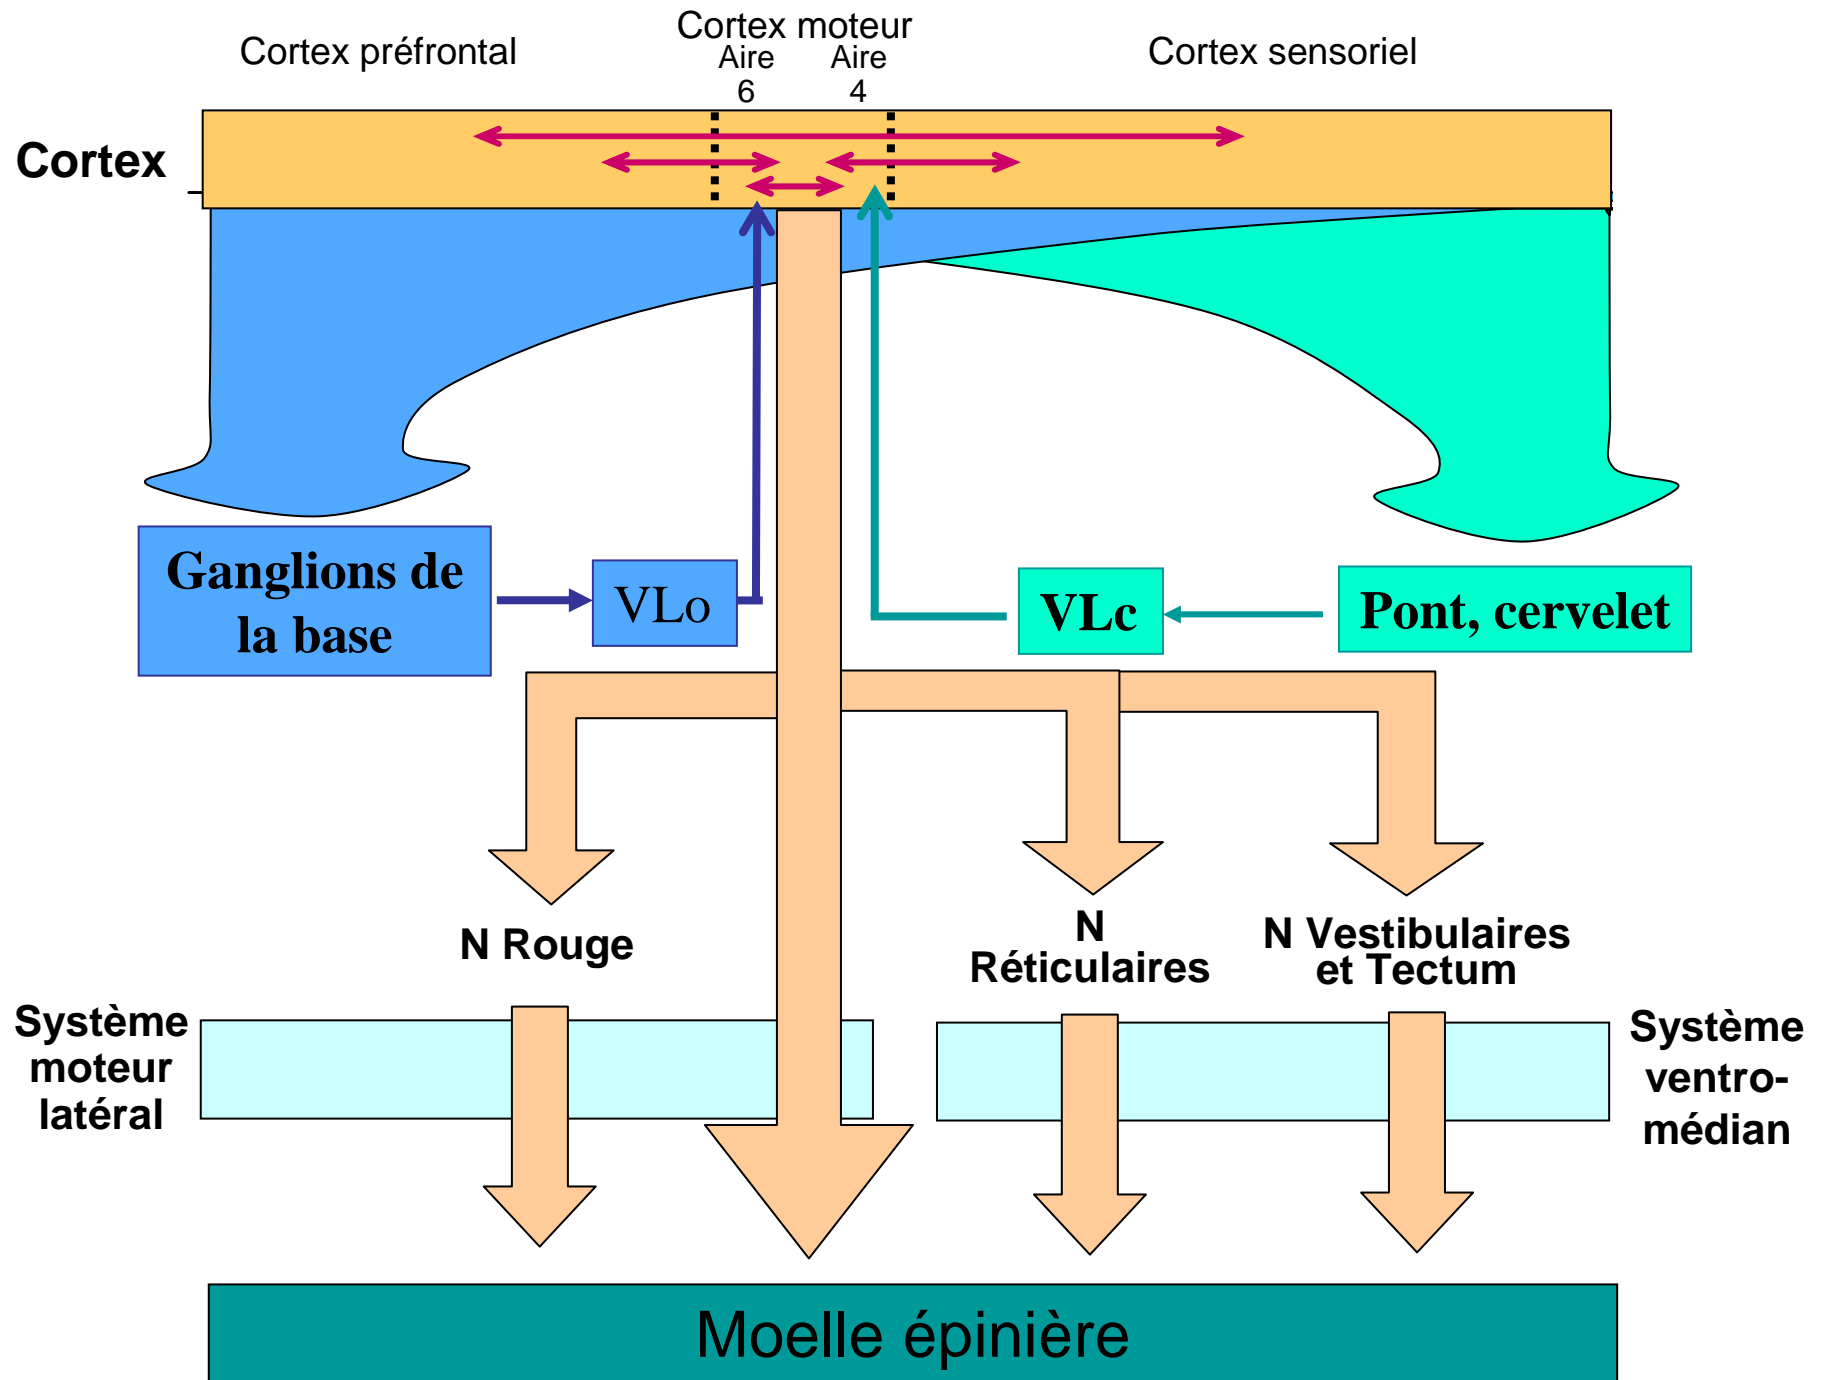 Cortex moteur
Cortex préfrontal
Aire
6
Aire
4
Cortex sensoriel
Cortex
Ganglions de
la base
VLo
VLc
Pont, cervelet
N Rouge
N
Réticulaires
N Vestibulaires
et Tectum
Système
moteur
latéral
Système
ventro-
médian
Moelle épinière